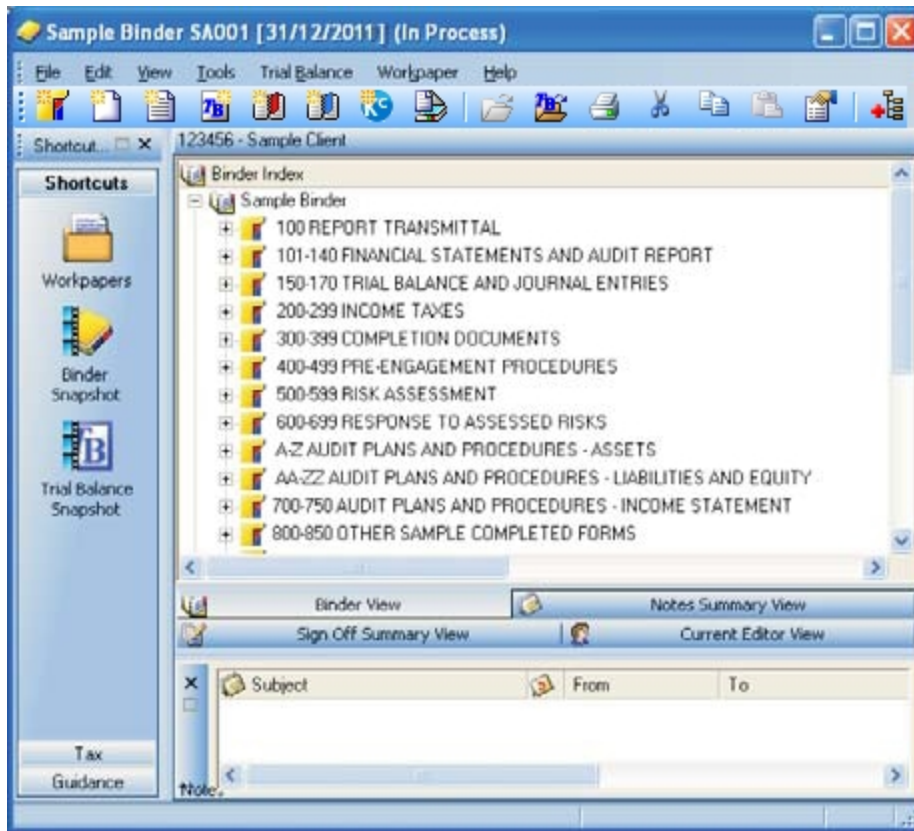 Sample Binder SA001 [31/12/2011] (In Process)
File Edit View Tools Trial Balance Workpaper Help
Shortcut...
123456 - Sample Client
Shortcuts
Workpapers
Binder
Snapshot
Trial Balance
Snapshot
Tax
Guidance
Binder Index
Sample Binder
100 REPORT TRANSMITTAL
101-140 FINANCIAL STATEMENTS AND AUDIT REPORT
150-170 TRIAL BALANCE AND JOURNAL ENTRIES
200-299 INCOME TAXES
300-399 COMPLETION DOCUMENTS
400-499 PRE-ENGAGEMENT PROCEDURES
500-599 RISK ASSESSMENT
600-699 RESPONSE TO ASSESSED RISKS
A-Z AUDIT PLANS AND PROCEDURES - ASSETS
AA-ZZ AUDIT PLANS AND PROCEDURES - LIABILITIES AND EQUITY
700-750 AUDIT PLANS AND PROCEDURES - INCOME STATEMENT
800-850 OTHER SAMPLE COMPLETED FORMS
Binder View Notes Summary View
Sign Off Summary View Current Editor View
Subject From To